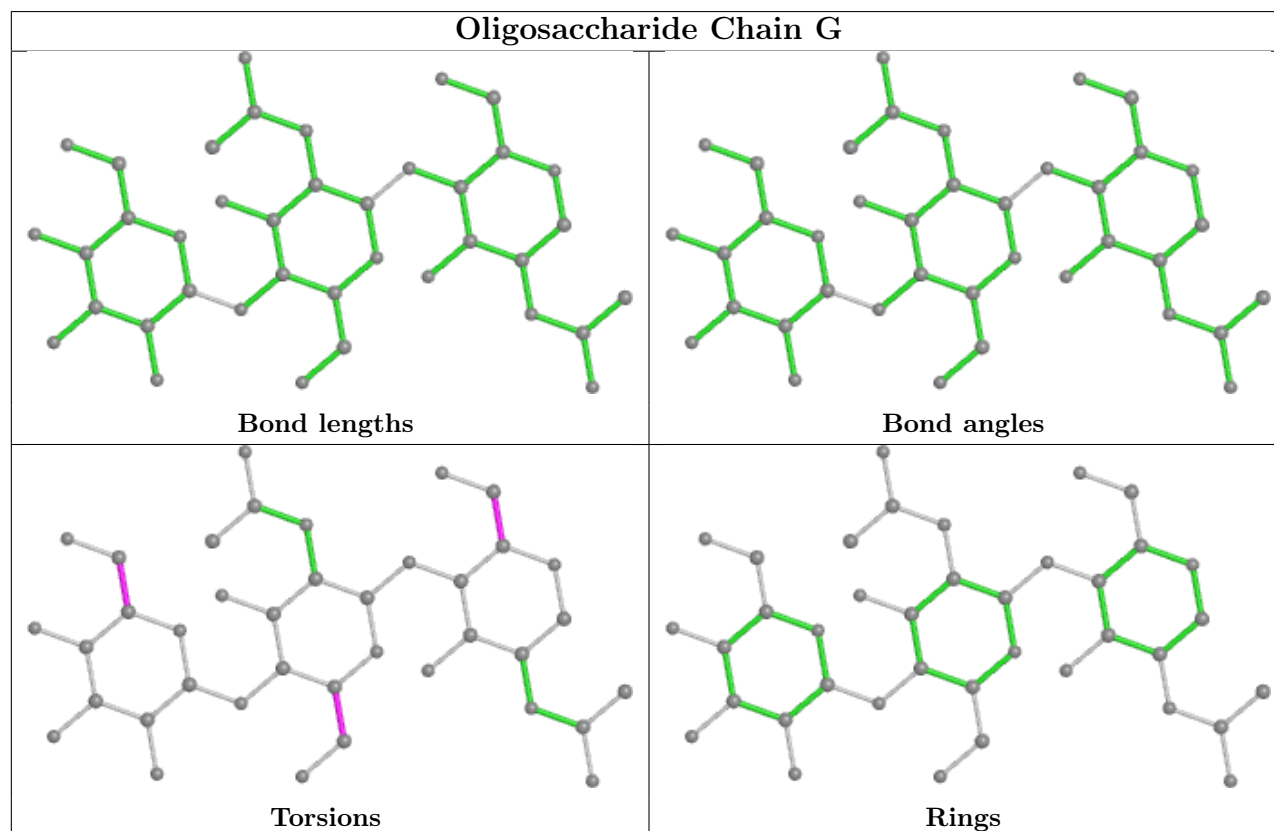 Oligosaccharide Chain G
Bond lengths
Bond angles
Torsions
Rings